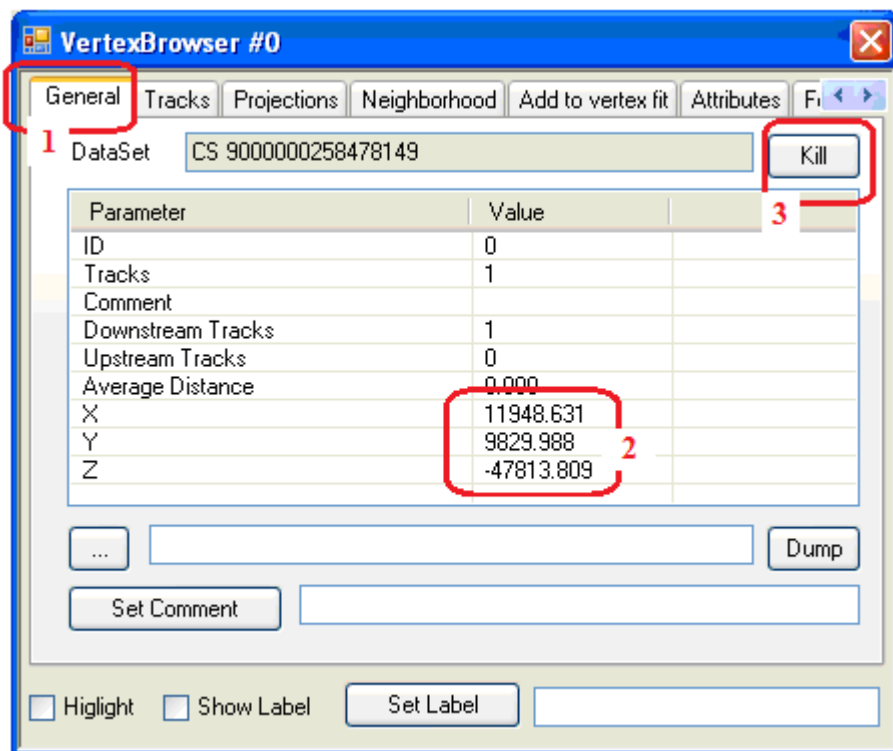 VertexBrowser #0
General Tracks Projections Neighborhood Add to vertex fit Attributes
1 DataSet CS 9000000258478149 Kill
3
Parameter Value
ID 0
Tracks 1
Comment
Downstream Tracks 1
Upstream Tracks 0
Average Distance 0.000
X 11948.631
Y 9829.988 2
Z -47813.809
... Dump
Set Comment
Higlight Show Label Set Label